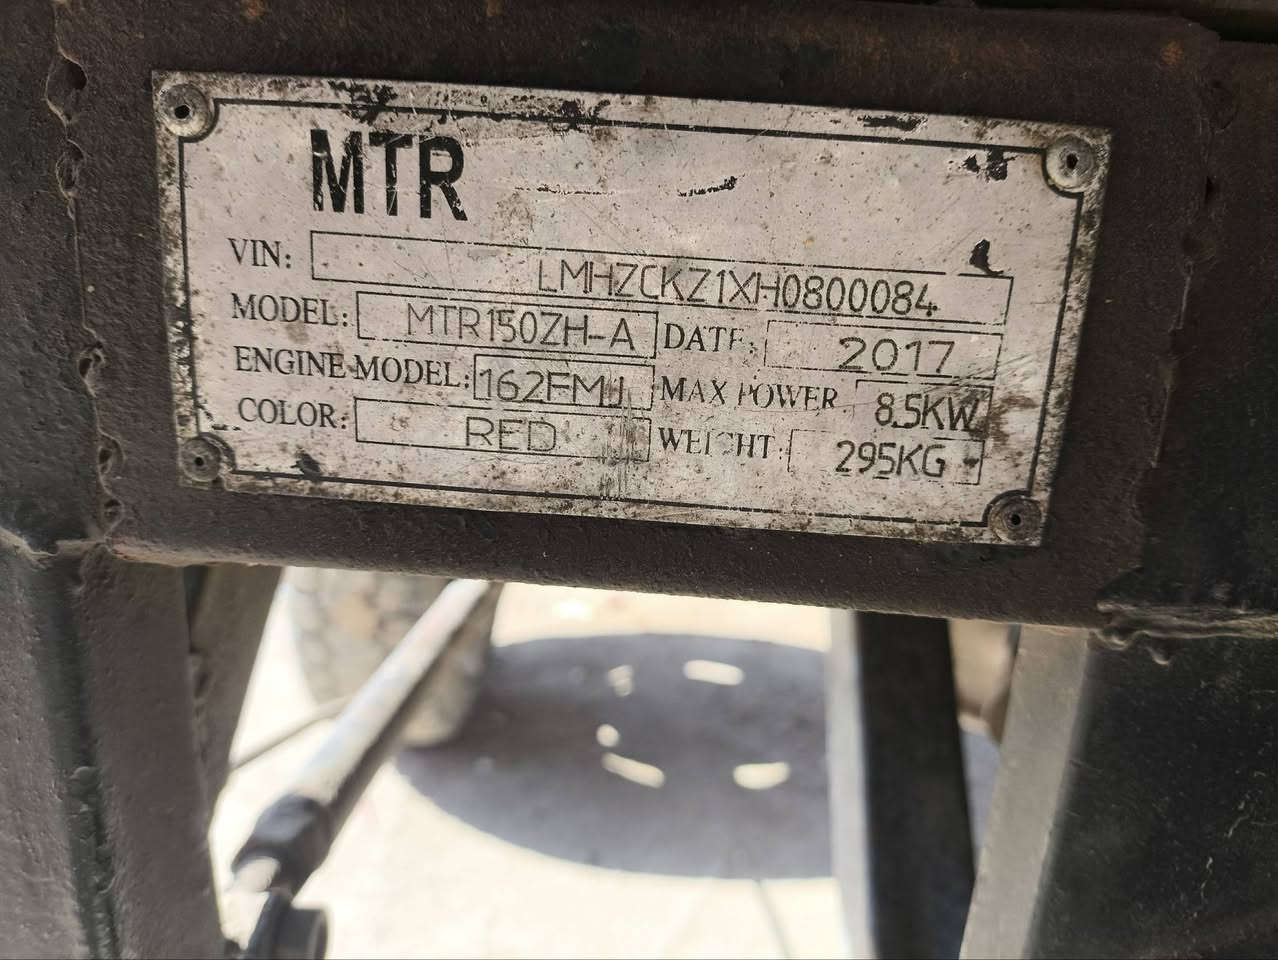 MTR
VIN: LMHZCKZ1XH0800084
MODEL: MTR150ZH-A DATE: 2017
ENGINE MODEL: 162FMJ MAX POWER 8.5KW
COLOR: RED WEIGHT: 295KG